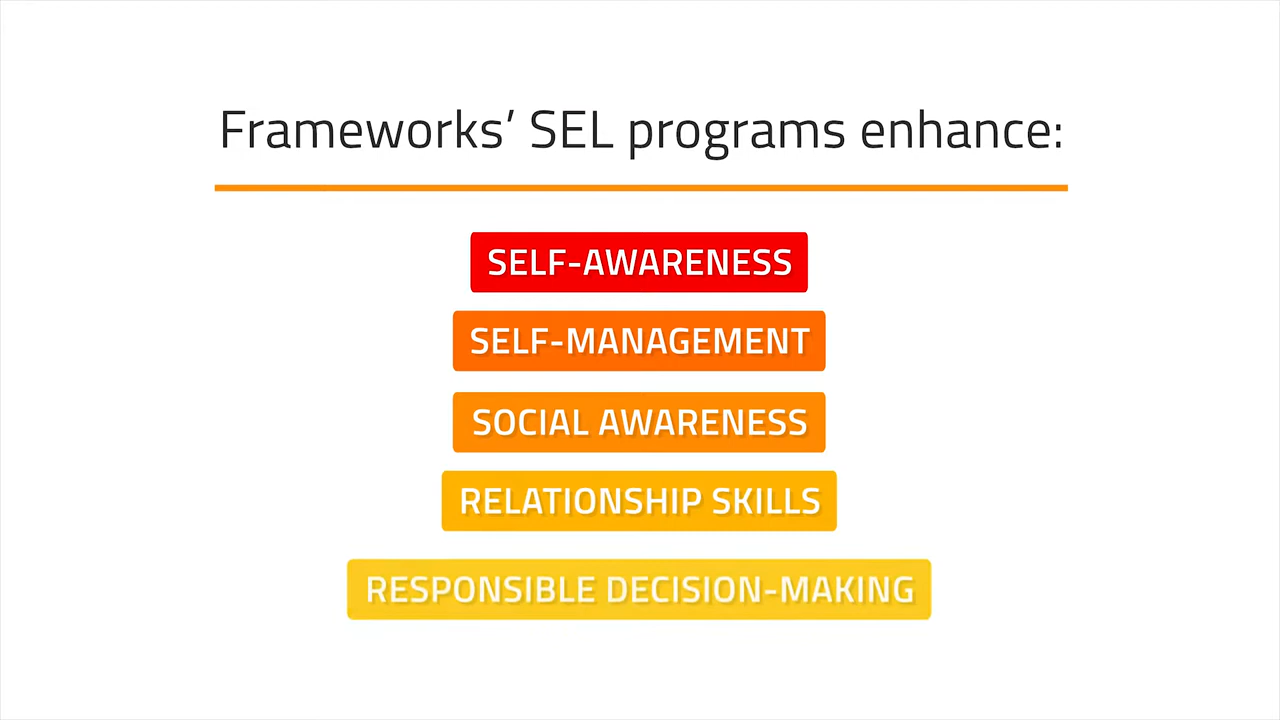 Frameworks’ SEL programs enhance:
SELF-AWARENESS
SELF-MANAGEMENT
SOCIAL AWARENESS
RELATIONSHIP SKILLS
RESPONSIBLE DECISION-MAKING